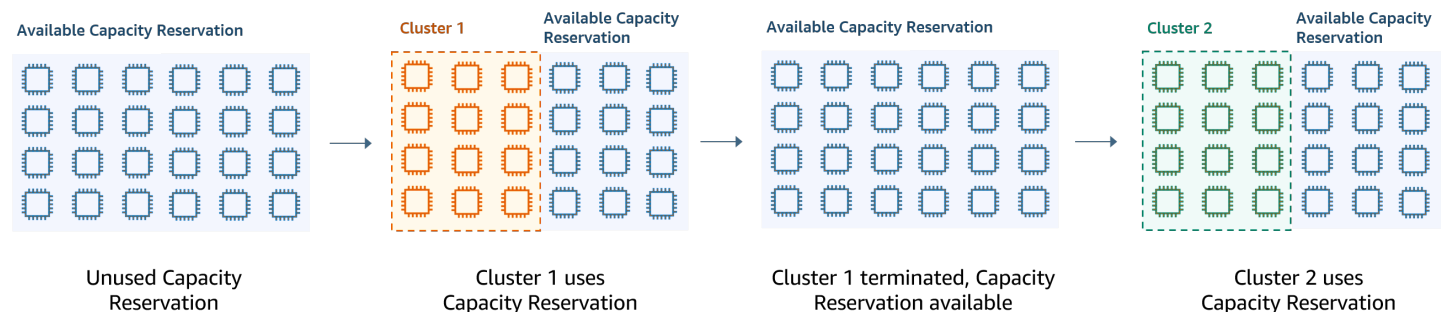 Available Capacity Reservation
Cluster 1
Available Capacity
Reservation
Available Capacity Reservation
Cluster 2
Available Capacity
Reservation
Unused Capacity
Reservation
Cluster 1 uses
Capacity Reservation
Cluster 1 terminated, Capacity
Reservation available
Cluster 2 uses
Capacity Reservation